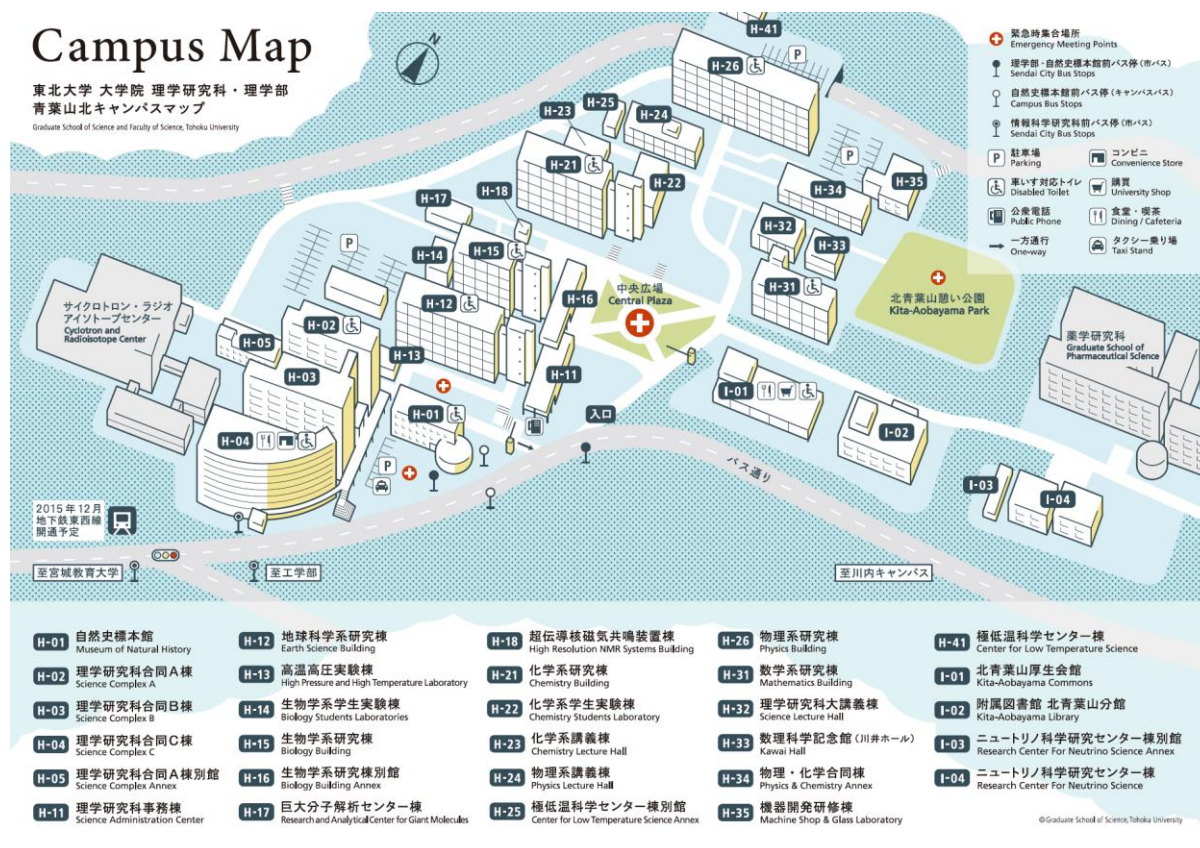 Campus Map
東北大学 大学院 理学研究科・理学部
青葉山北キャンパスマップ
Graduate School of Science and Faculty of Science, Tohoku University
N
緊急時集合場所
Emergency Meeting Points
理学部・自然史標本館前バス停（市バス）
Sendai City Bus Stops
自然史標本館前バス停（キャンパスバス）
Campus Bus Stops
情報科学研究科前バス停（市バス）
Sendai City Bus Stops
P 駐車場
Parking
コンビニ
Convenience Store
車いす対応トイレ
Disabled Toilet
購買
University Shop
公衆電話
Public Phone
食堂・喫茶
Dining / Cafeteria
一方通行
One-way
タクシー乗り場
Taxi Stand
H-41
P
H-26
H-25
H-23
H-24
H-21
P
H-22
H-34
H-35
H-18
H-17
H-32
H-33
P
H-15
H-14
H-31
中央広場
Central Plaza
北青葉山憩い公園
Kita-Aobayama Park
サイクロトロン・ラジオ
アイソトープセンター
Cyclotron and
Radioisotope Center
H-12
H-16
H-02
H-05
H-13
H-03
H-11
薬学研究科
Graduate School of
Pharmaceutical Science
I-01
H-01
入口
H-04
I-02
P
バス通り
I-03
I-04
2015年12月
地下鉄東西線
開通予定
至宮城教育大学
至工学部
至川内キャンパス
H-01 自然史標本館
Museum of Natural History
H-02 理学研究科合同A棟
Science Complex A
H-03 理学研究科合同B棟
Science Complex B
H-04 理学研究科合同C棟
Science Complex C
H-05 理学研究科合同A棟別館
Science Complex Annex
H-11 理学研究科事務棟
Science Administration Center
H-12 地球科学系研究棟
Earth Science Building
H-13 高温高圧実験棟
High Pressure and High Temperature Laboratory
H-14 生物学系学生実験棟
Biology Students Laboratories
H-15 生物学系研究棟
Biology Building
H-16 生物学系研究棟別館
Biology Building Annex
H-17 巨大分子解析センター棟
Research and Analytical Center for Giant Molecules
H-18 超伝導核磁気共鳴装置棟
High Resolution NMR Systems Building
H-21 化学系研究棟
Chemistry Building
H-22 化学系学生実験棟
Chemistry Students Laboratory
H-23 化学系講義棟
Chemistry Lecture Hall
H-24 物理系講義棟
Physics Lecture Hall
H-25 極低温科学センター棟別館
Center for Low Temperature Science Annex
H-26 物理系研究棟
Physics Building
H-31 数学系研究棟
Mathematics Building
H-32 理学研究科大講義棟
Science Lecture Hall
H-33 数理科学記念館（川井ホール）
Kawai Hall
H-34 物理・化学合同棟
Physics & Chemistry Annex
H-35 機器開発研修棟
Machine Shop & Glass Laboratory
H-41 極低温科学センター棟
Center for Low Temperature Science
I-01 北青葉山厚生会館
Kita-Aobayama Commons
I-02 附属図書館 北青葉山分館
Kita-Aobayama Library
I-03 ニュートリノ科学研究センター棟別館
Research Center For Neutrino Science Annex
I-04 ニュートリノ科学研究センター棟
Research Center For Neutrino Science
©Graduate School of Science, Tohoku University